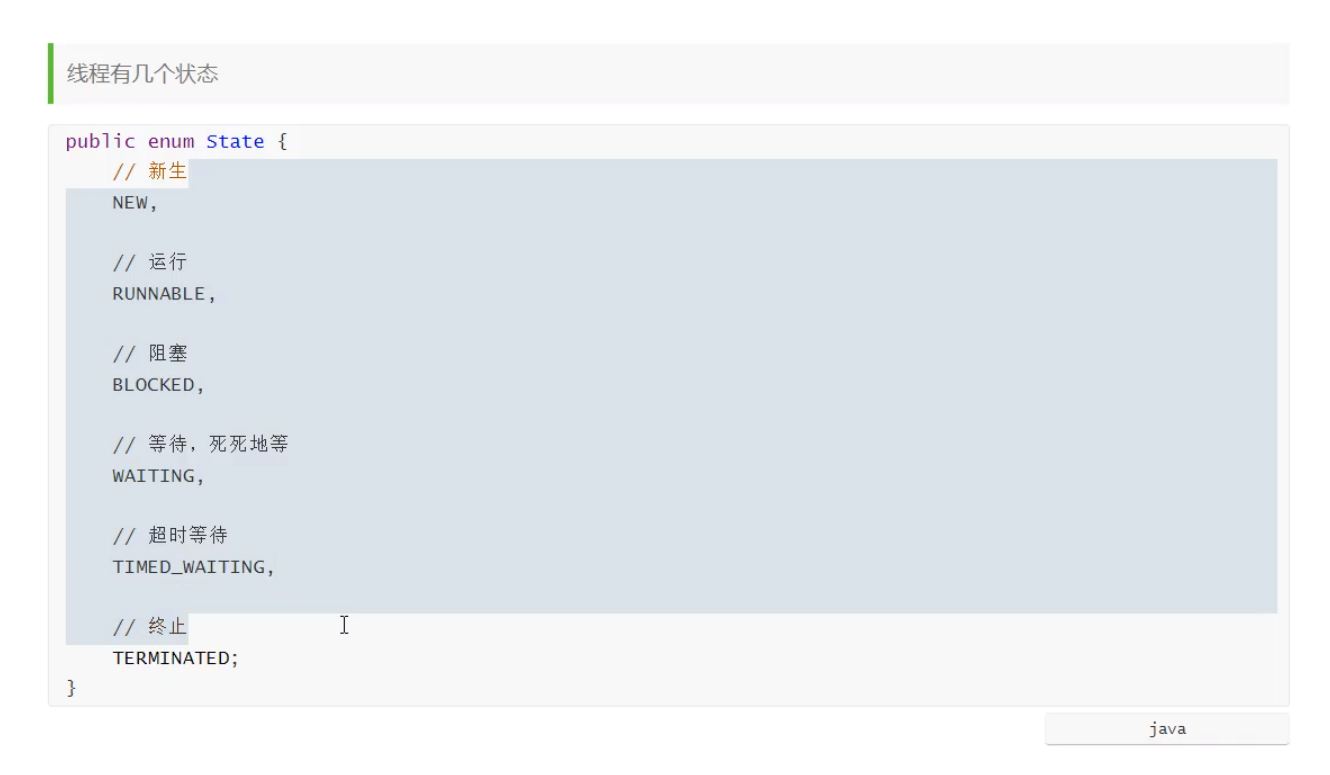 线程有几个状态
public enum State {
// 新生
NEW,
// 运行
RUNNABLE,
// 阻塞
BLOCKED,
// 等待，死死地等
WAITING,
// 超时等待
TIMED_WAITING,
// 终止
TERMINATED;
}
java